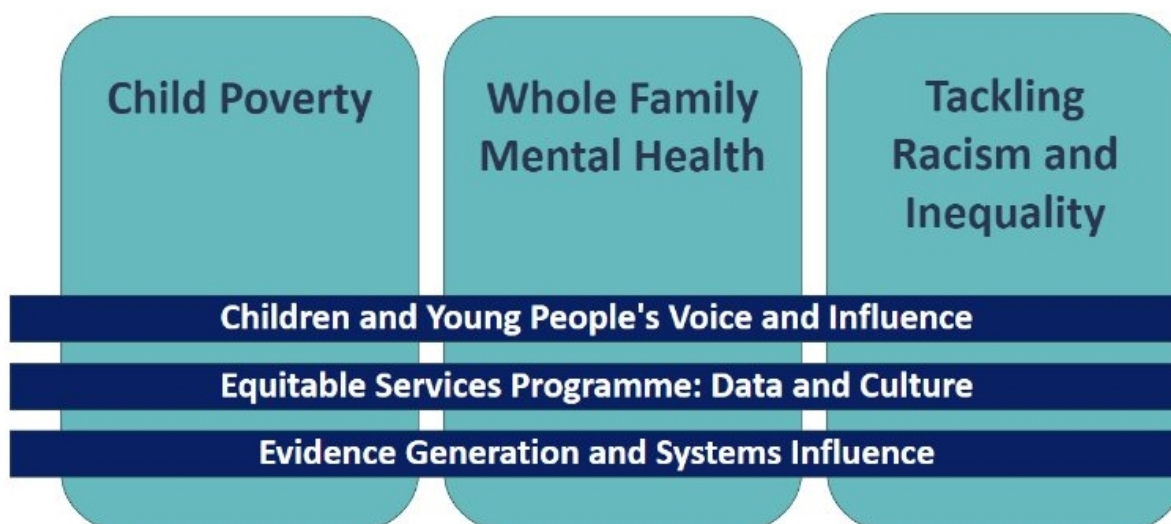 Child Poverty
Whole Family
Mental Health
Tackling
Racism and
Inequality
Children and Young People's Voice and Influence
Equitable Services Programme: Data and Culture
Evidence Generation and Systems Influence